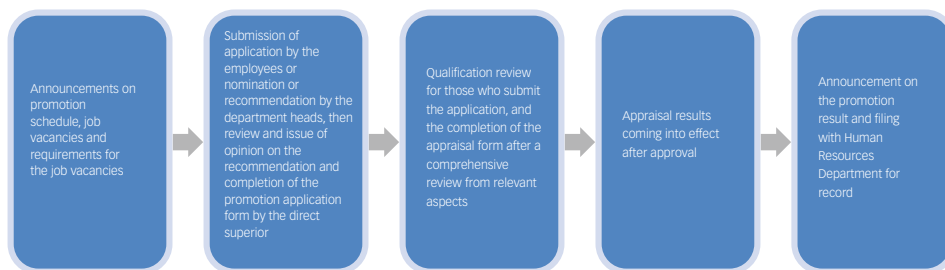 Announcements on
promotion
schedule, job
vacancies and
requirements for
the job vacancies
Submission of
application by the
employees or
nomination or
recommendation by the
department heads, then
review and issue of
opinion on the
recommendation and
completion of the
promotion application
form by the direct
superior
Qualification review
for those who submit
the application, and
the completion of the
appraisal form after a
comprehensive
review from relevant
aspects
Appraisal results
coming into effect
after approval
Announcement on
the promotion
result and filing
with Human
Resources
Department for
record